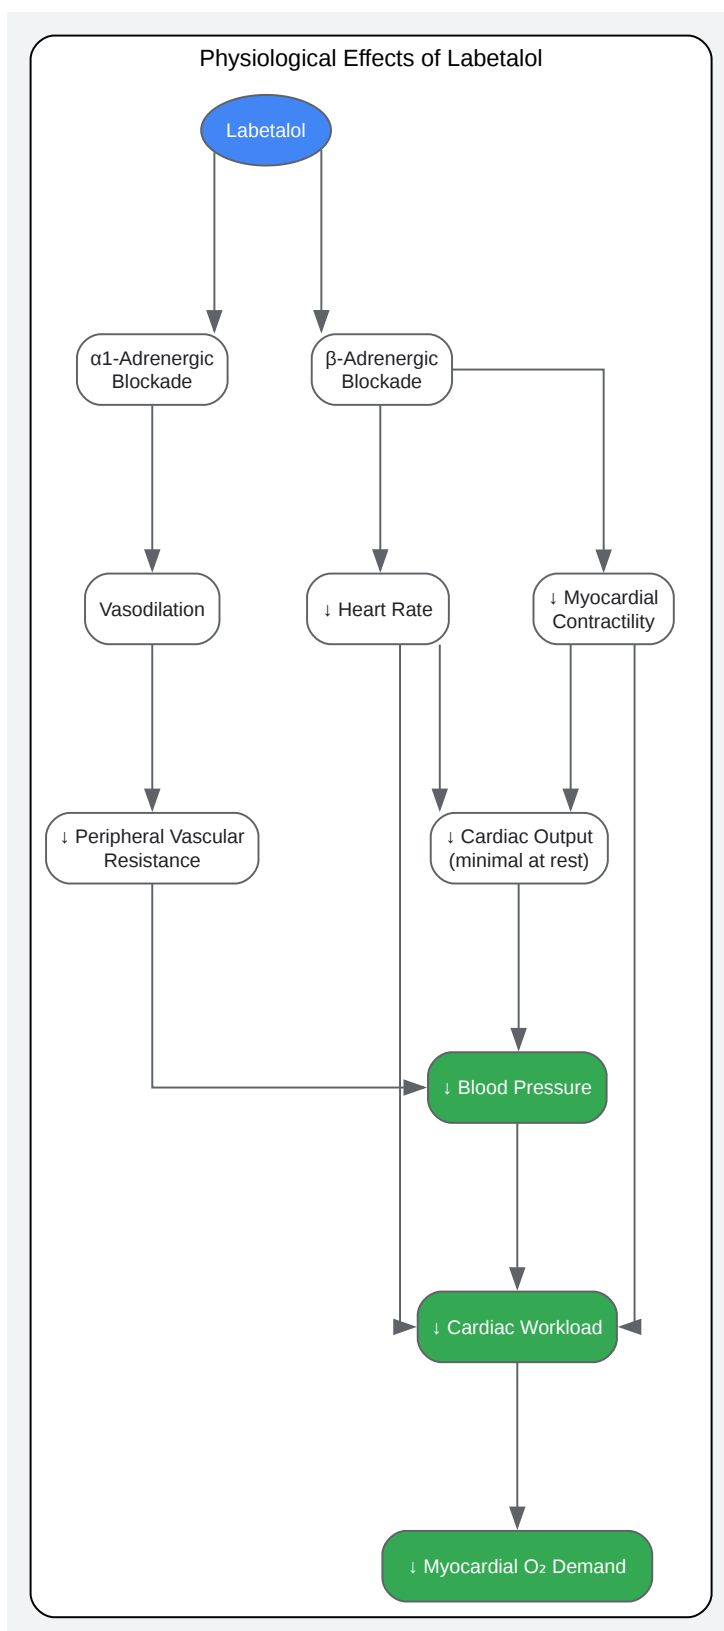 Physiological Effects of Labetalol
Labetalol
α1-Adrenergic
Blockade
β-Adrenergic
Blockade
Vasodilation
↓ Heart Rate
↓ Myocardial
Contractility
↓ Peripheral Vascular
Resistance
↓ Cardiac Output
(minimal at rest)
↓ Blood Pressure
↓ Cardiac Workload
↓ Myocardial O₂ Demand